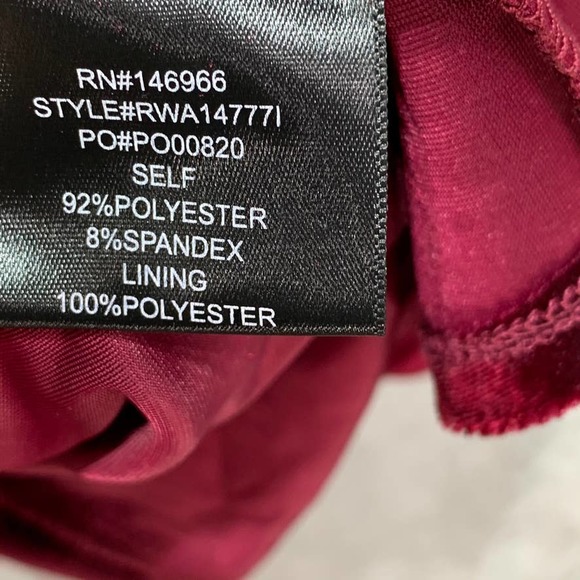 RN#146966
STYLE#RWA14777I
PO#PO00820
SELF
92%POLYESTER
8%SPANDEX
LINING
100%POLYESTER